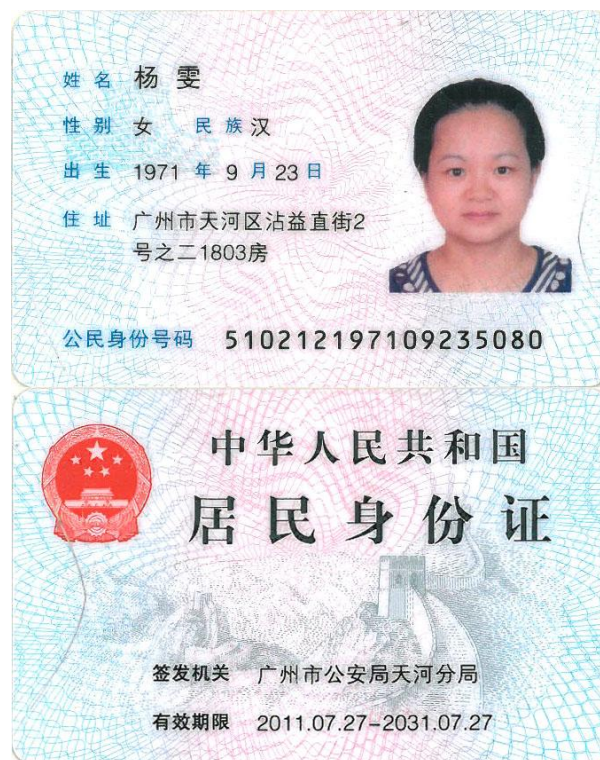 姓名 杨雯
性别 女 民族 汉
出生 1971 年 9 月 23 日
住址 广州市天河区沾益直街2
号之二1803房
公民身份号码 510212197109235080
中华人民共和国
居民身份证
签发机关 广州市公安局天河分局
有效期限 2011.07.27-2031.07.27